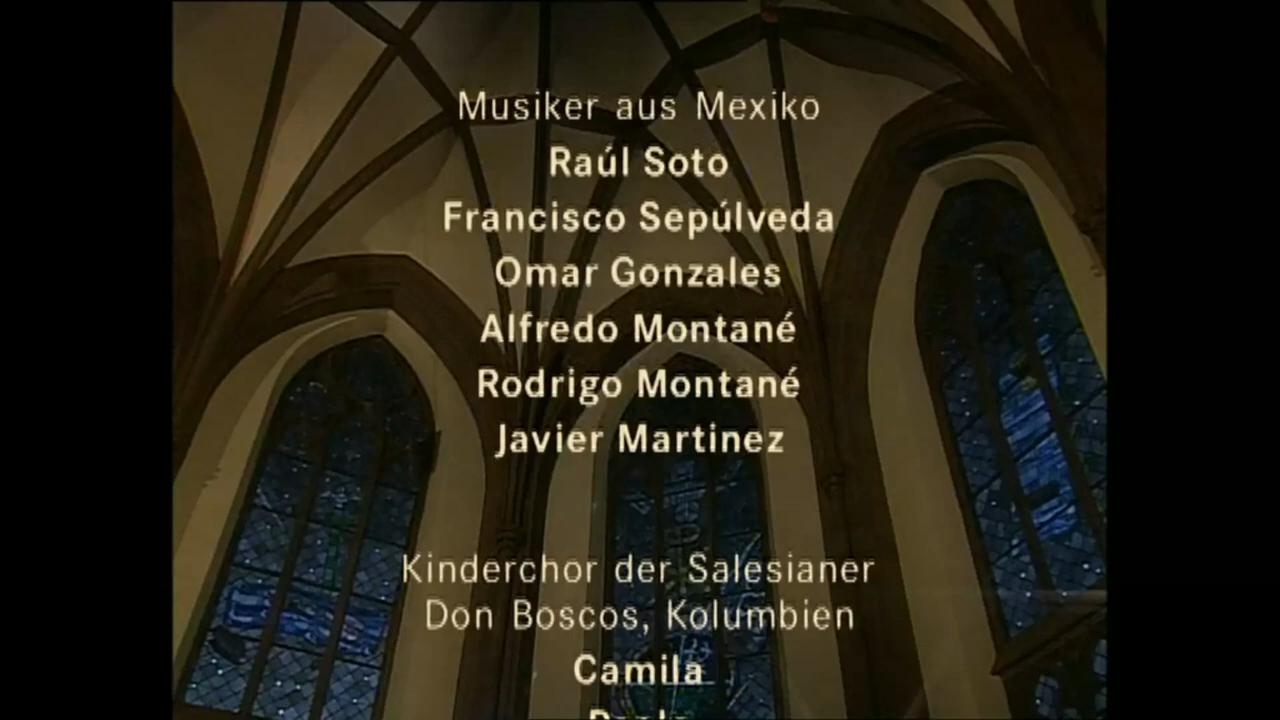 Musiker aus Mexiko
Raúl Soto
Francisco Sepúlveda
Omar Gonzales
Alfredo Montané
Rodrigo Montané
Javier Martinez
Kinderchor der Salesianer
Don Boscos, Kolumbien
Camila